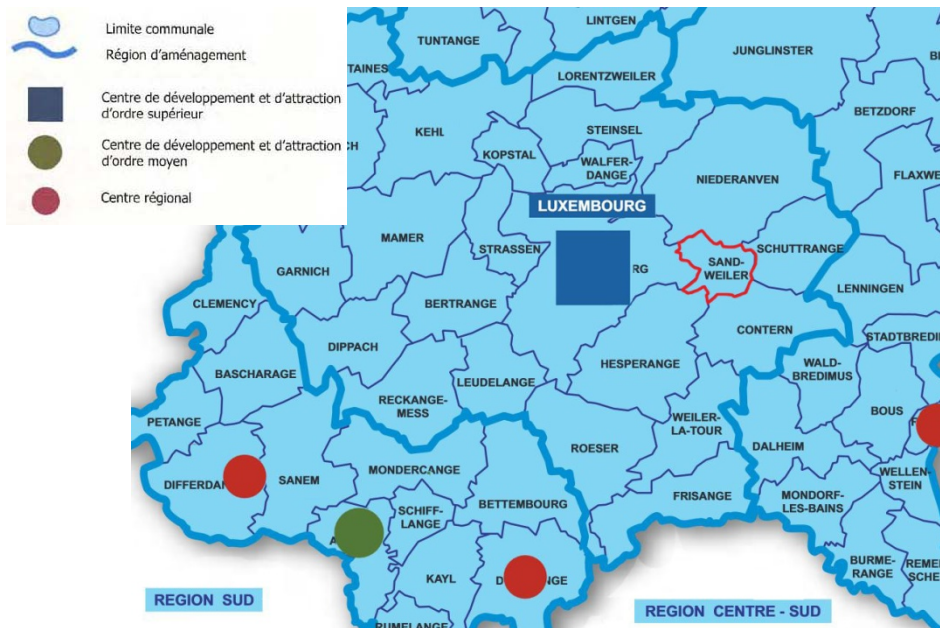 Limite communale
Région d'aménagement
Centre de développement et d'attraction
d'ordre supérieur
Centre de développement et d'attraction
d'ordre moyen
Centre régional
LINTGEN
TUNTANGE
JUNGLINSTER
LORENTZWEILER
BETZDORF
STEINSEL
KEHL
KOPSTAL
WALFER-
DANGE
NIEDERANVEN
LUXEMBOURG
MAMER
STRASSEN
SCHUTTRANGE
SAND-
WEILER
GARNICH
CLEMENCY
BERTRANGE
LENNINGEN
CONTERN
DIPPACH
HESPERANGE
WALD-
BREDIMUS
BASCHARAGE
LEUDELANGE
RECKANGE-
MESS
BOUS
PETANGE
WEILER-
LA-TOUR
ROESER
DALHEIM
MONDERCANGE
SANEM
WELLEN-
STEIN
FRISANGE
MONDORF-
LES-BAINS
BETTEMBOURG
SCHIFF-
LANGE
BURME-
RANGE
KAYL
REGION SUD
REGION CENTRE - SUD
RUMELANGE